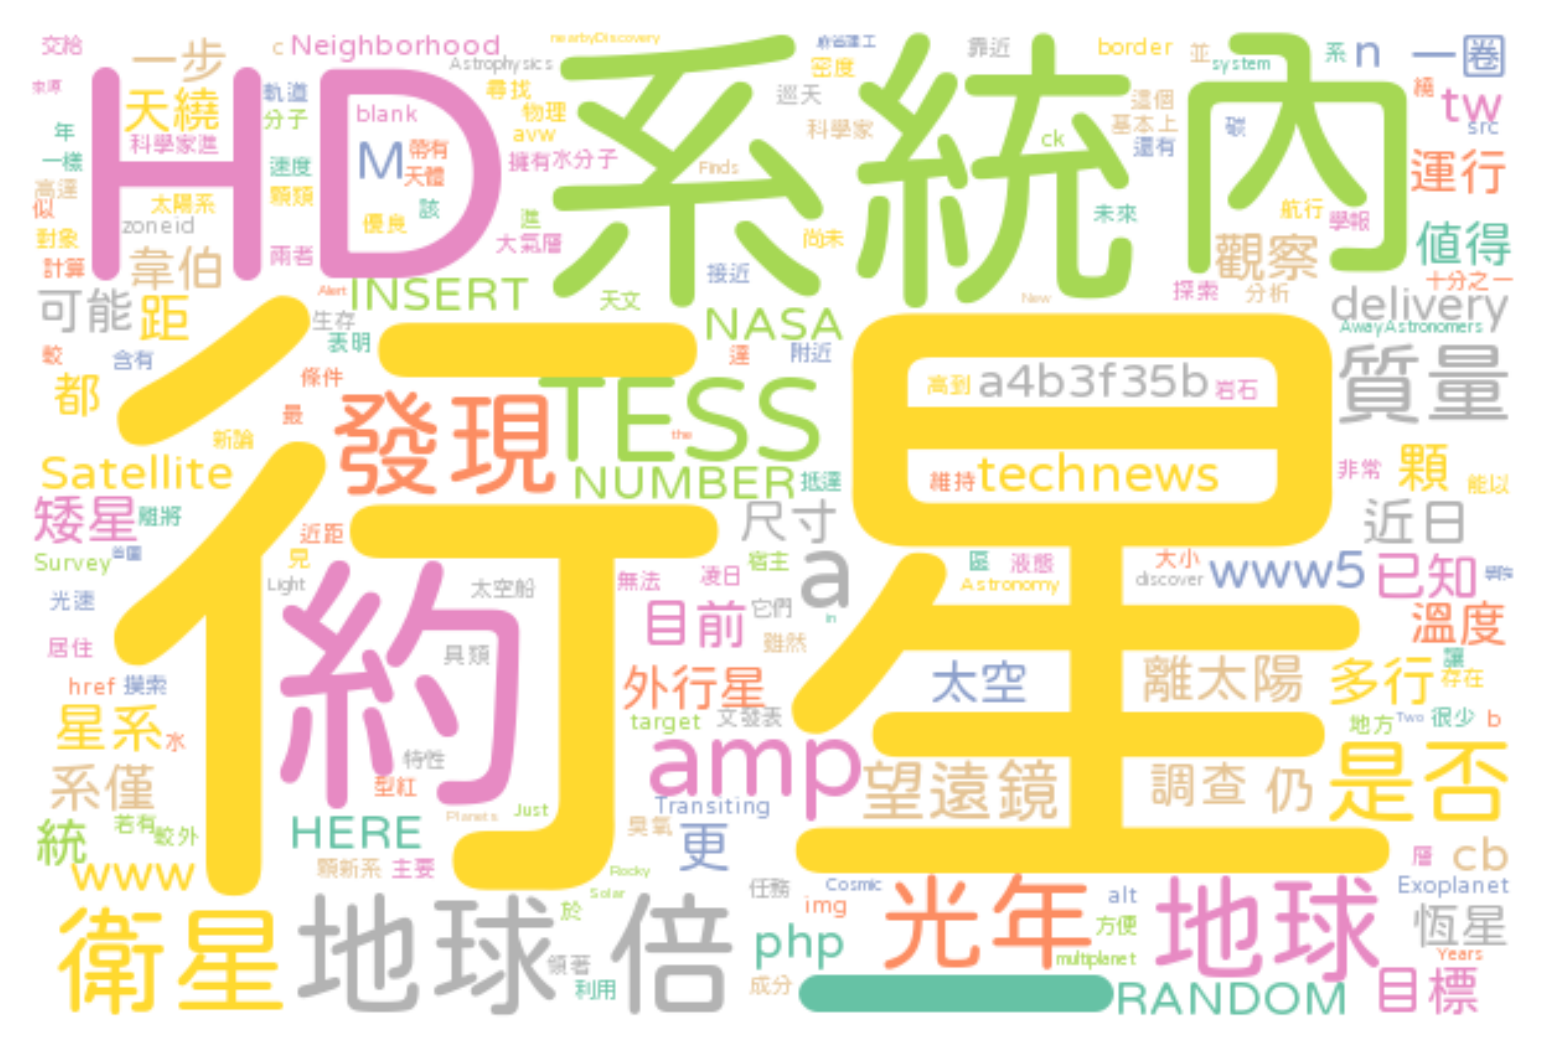 交給
一步
c
Neighborhood
nearbyDiscovery
Astrophysics
靠近
border
並
system
系
n
一圈
密度
巡天
天繞
軌道
分子
blank
尋找
物理
avw
科學家
這個
基本上
還有
碳
繞
tw
src
年
一樣
科學家進
速度
顆類
M
帶有
天體
擁有水分子
Finds
ck
運行
HD
系統內
高達
似
太陽系
zoneid
優良
該
進
大氣層
尚未
未來
航行
學報
對象
計算
韋伯
兩者
接近
觀察
值得
十分之一
探索
分析
可能
距
Alert
INSERT
生存
天文
NASA
New
delivery
AwayAstronomers
較
含有
表明
達
附近
都
條件
最
發現
TESS
the
高到
a4b3f35b
岩石
質量
新論
Satellite
NUMBER
抵達
維持
technews
非常
顆
能以
行星
矮星
離將
近距
尺寸
近日
Survey
見
Light
太空船
無法
凌日
宿主
a
區
液態
Astronomy
大小
discover
www5
已知
光速
約
目前
它們
in
溫度
居住
具類
雖然
href
摸索
外行星
太空
離太陽
多行
讓
存在
星系
水
target
文發表
地方
Two
很少
b
特性
型紅
amp
望遠鏡
調查
仍
是否
系僅
統
若有
較外
HERE
Planets
Just
Transiting
臭氧
更
www
顆新系
主要
Rocky
Solar
任務
Cosmic
層
cb
Exoplanet
衛星
地球
倍
於
img
光年
alt
地球
恆星
php
方便
multiplanet
Years
領著
利用
成分
一
RANDOM
目標